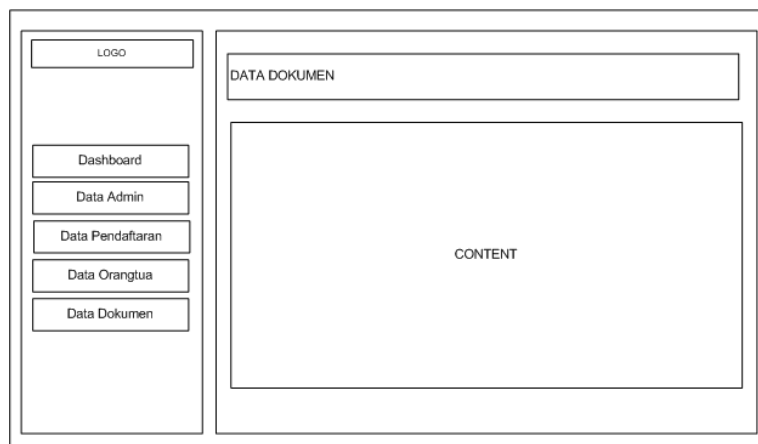 LOGO
Dashboard
Data Admin
Data Pendaftaran
Data Orangtua
Data Dokumen
DATA DOKUMEN
CONTENT